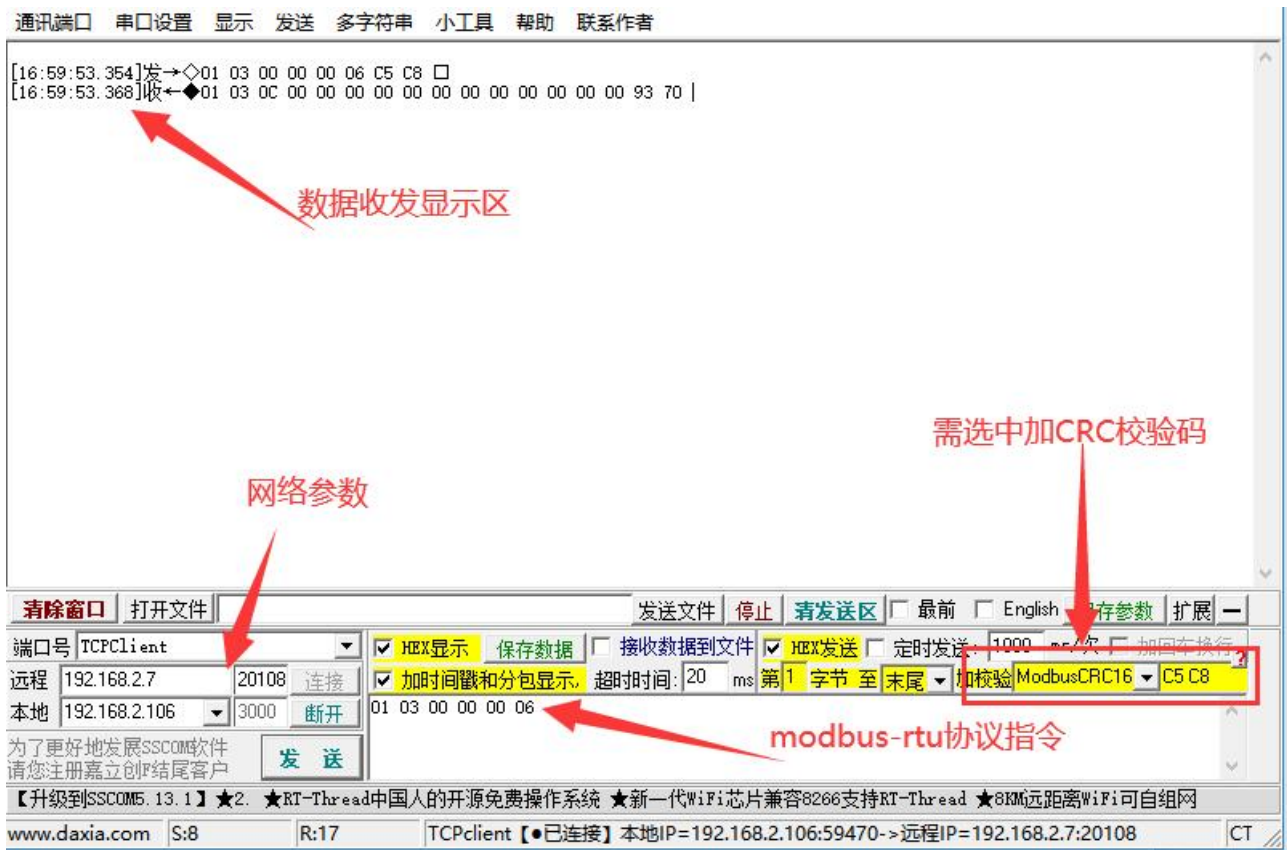 通讯端口 串口设置 显示 发送 多字符串 小工具 帮助 联系作者
[16:59:53.354]发→◇01 03 00 00 00 06 C5 C8 □
[16:59:53.368]收←◆01 03 0C 00 00 00 00 00 00 00 00 00 00 00 00 93 70
数据收发显示区
需选中加CRC校验码
网络参数
清除窗口 打开文件 发送文件 停止 清发送区 最前 English 存参数 扩展 —
端口号 TCPClient HEX显示 保存数据 接收数据到文件 HEX发送 定时发送: 1000 ms/次 加回车换行
远程 192.168.2.7 20108 连接 加时间戳和分包显示, 超时时间: 20 ms 第 1 字节 至 末尾 加校验 ModbusCRC16 C5 C8 ?
本地 192.168.2.106 3000 断开 01 03 00 00 00 06
modbus-rtu协议指令
为了更好地发展SSCOM软件
请您注册嘉立创F结尾客户
发 送
【升级到SSCOM5.13.1】★2. ★RT-Thread中国人的开源免费操作系统 ★新一代WiFi芯片兼容8266支持RT-Thread ★8KM远距离WiFi可自组网
www.daxia.com S:8 R:17 TCPclient【●已连接】本地IP=192.168.2.106:59470->远程IP=192.168.2.7:20108 CT